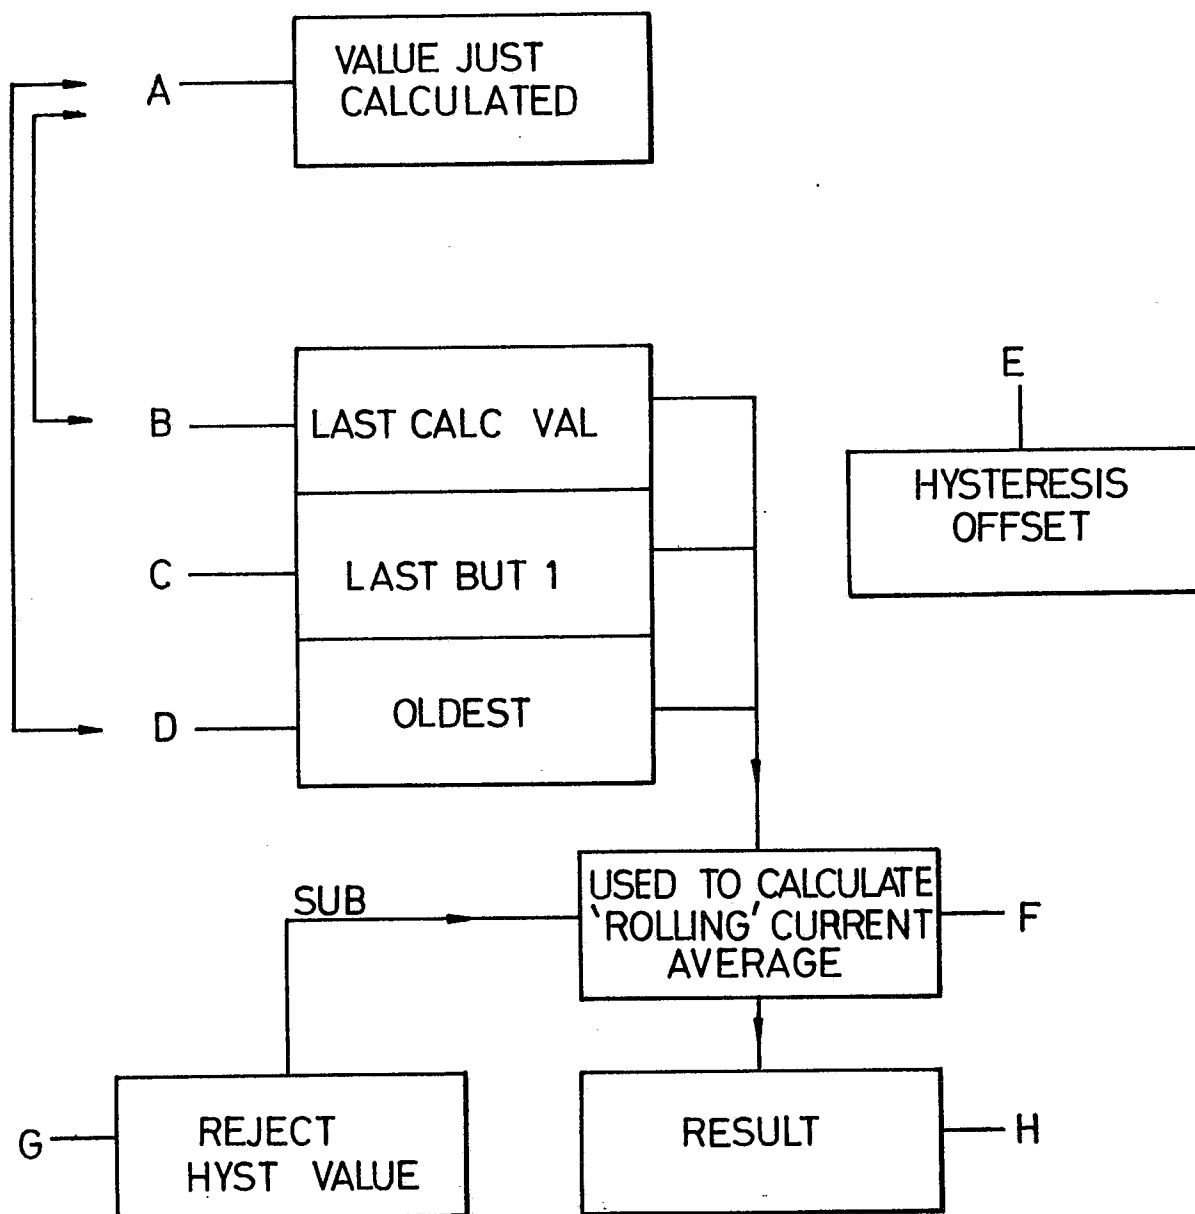 A
VALUE JUST
CALCULATED
E
B
LAST CALC VAL
HYSTERESIS
OFFSET
C
LAST BUT 1
D
OLDEST
SUB
USED TO CALCULATE
'ROLLING' CURRENT
AVERAGE
F
G
REJECT
HYST VALUE
RESULT
H